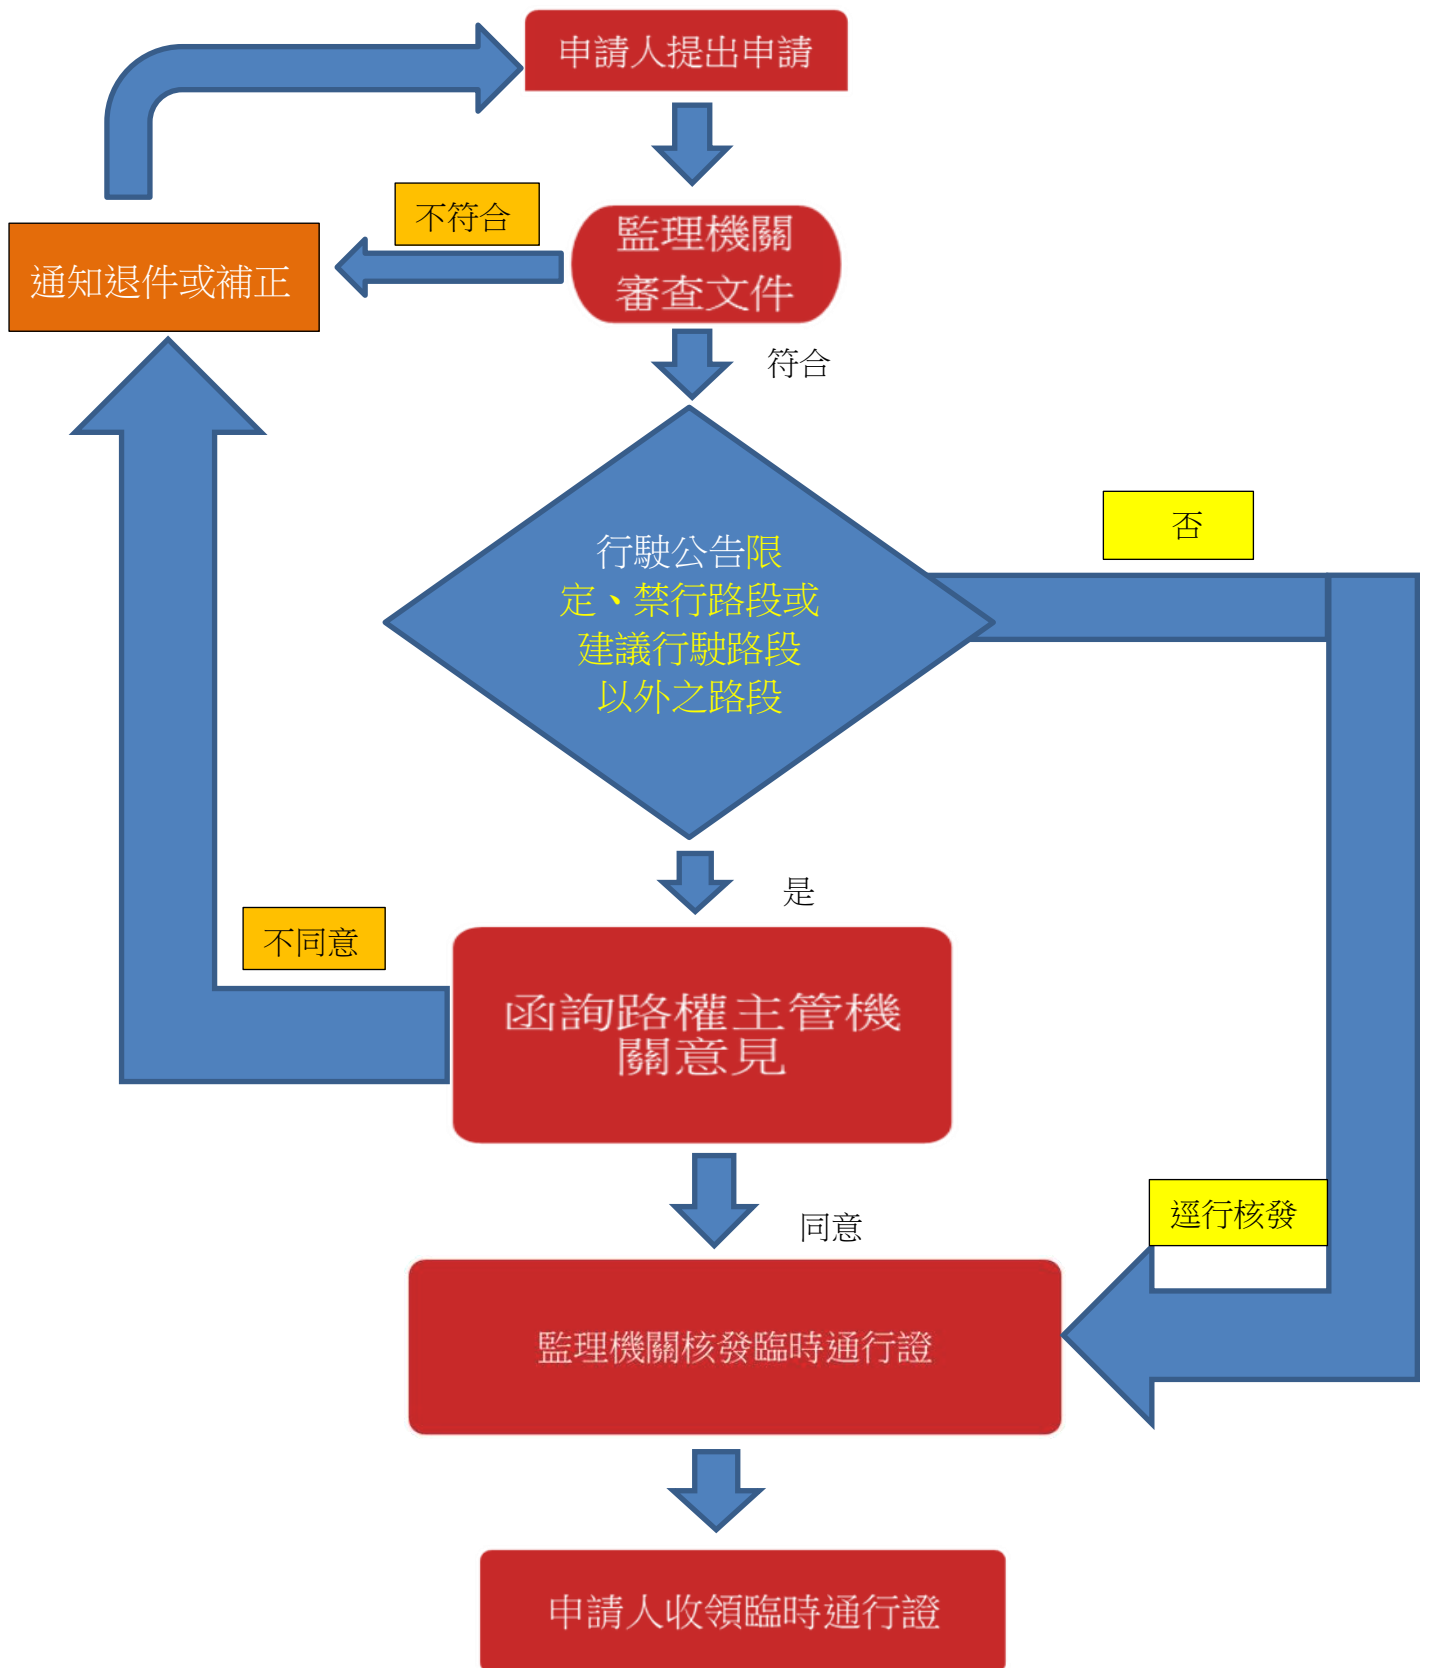 申請人提出申請
不符合
監理機關
審查文件
通知退件或補正
符合
否
行駛公告限
定、禁行路段或
建議行駛路段
以外之路段
是
不同意
函詢路權主管機
關意見
逕行核發
同意
監理機關核發臨時通行證
申請人收領臨時通行證